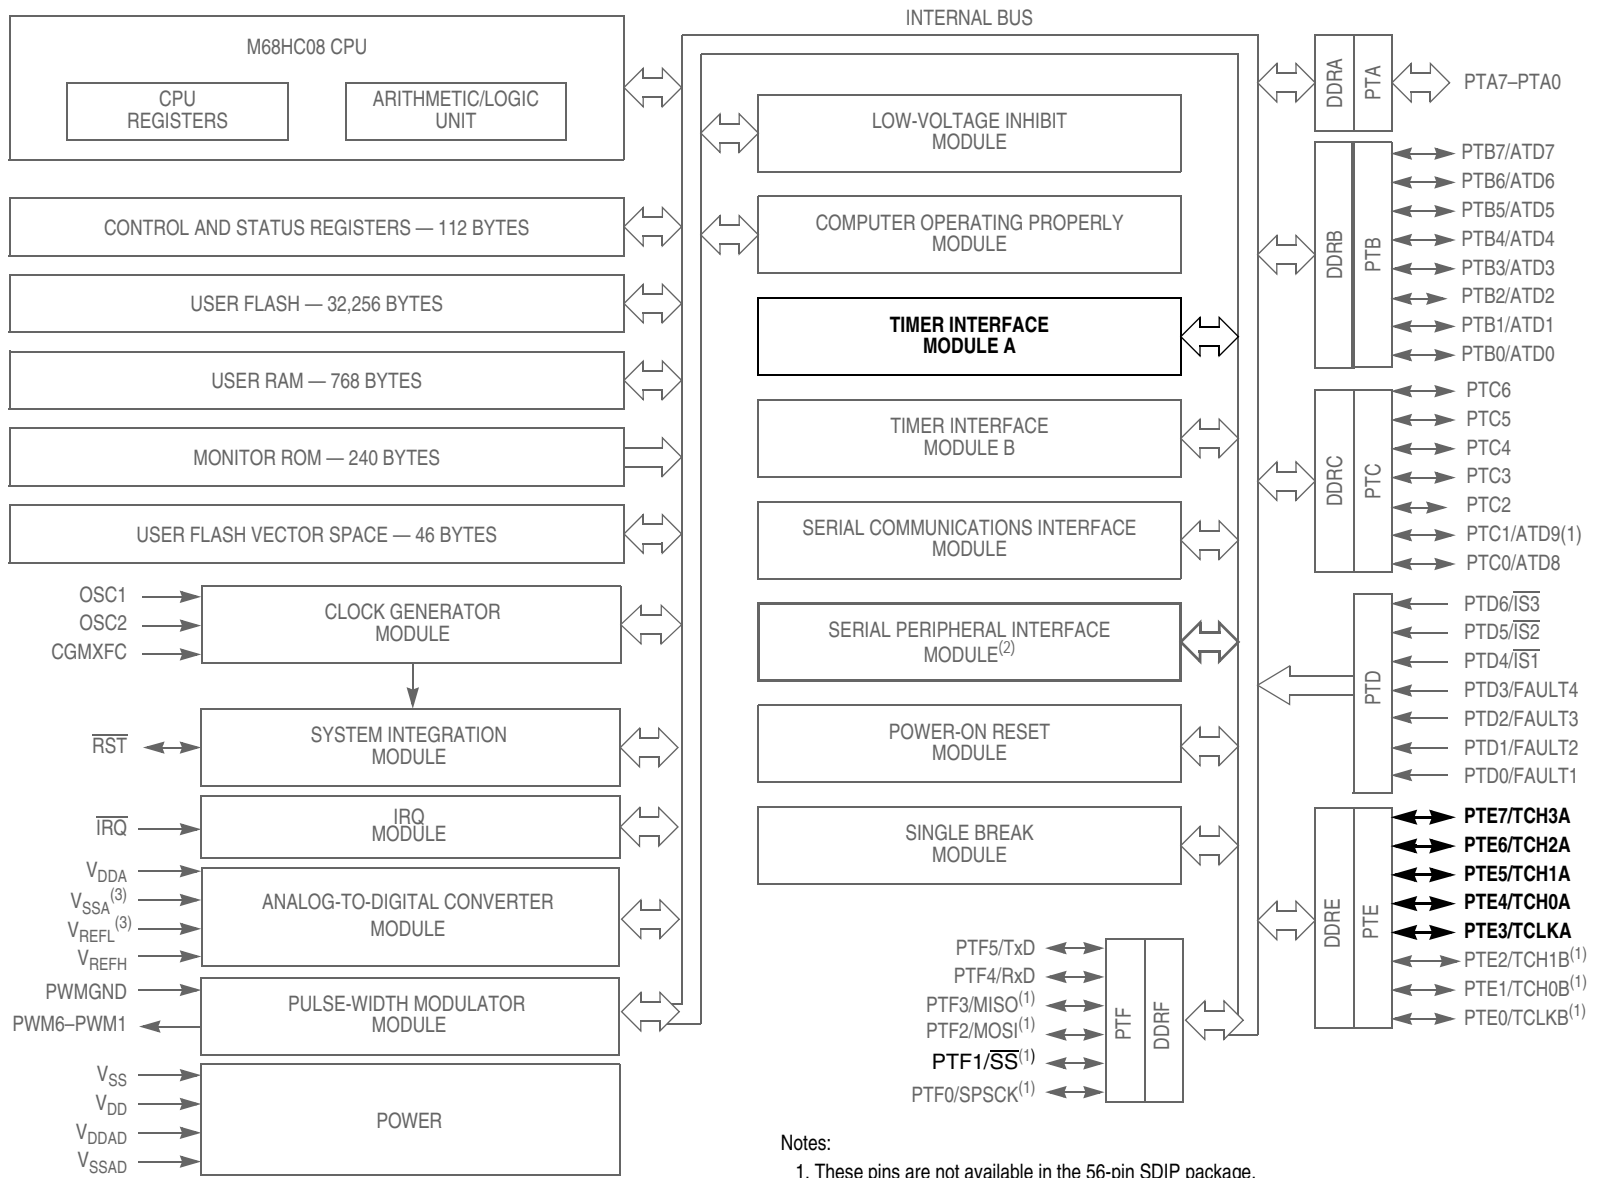 INTERNAL BUS
M68HC08 CPU
CPU
REGISTERS
ARITHMETIC/LOGIC
UNIT
CONTROL AND STATUS REGISTERS — 112 BYTES
USER FLASH — 32,256 BYTES
USER RAM — 768 BYTES
MONITOR ROM — 240 BYTES
USER FLASH VECTOR SPACE — 46 BYTES
OSC1
OSC2
CGMXFC
CLOCK GENERATOR
MODULE
RST
SYSTEM INTEGRATION
MODULE
IRQ
IRQ
MODULE
VDDA
VSSA(3)
VREFL(3)
VREFH
ANALOG-TO-DIGITAL CONVERTER
MODULE
PWMGND
PWM6–PWM1
PULSE-WIDTH MODULATOR
MODULE
VSS
VDD
VDDAD
VSSAD
POWER
LOW-VOLTAGE INHIBIT
MODULE
COMPUTER OPERATING PROPERLY
MODULE
TIMER INTERFACE
MODULE A
TIMER INTERFACE
MODULE B
SERIAL COMMUNICATIONS INTERFACE
MODULE
SERIAL PERIPHERAL INTERFACE
MODULE(2)
POWER-ON RESET
MODULE
SINGLE BREAK
MODULE
PTF5/TxD
PTF4/RxD
PTF3/MISO(1)
PTF2/MOSI(1)
PTF1/SS(1)
PTF0/SPSCK(1)
PTF
DDRF
DDRA
PTA
PTA7–PTA0
DDRB
PTB
PTB7/ATD7
PTB6/ATD6
PTB5/ATD5
PTB4/ATD4
PTB3/ATD3
PTB2/ATD2
PTB1/ATD1
PTB0/ATD0
DDRC
PTC
PTC6
PTC5
PTC4
PTC3
PTC2
PTC1/ATD9(1)
PTC0/ATD8
PTD
PTD6/IS3
PTD5/IS2
PTD4/IS1
PTD3/FAULT4
PTD2/FAULT3
PTD1/FAULT2
PTD0/FAULT1
DDRE
PTE
PTE7/TCH3A
PTE6/TCH2A
PTE5/TCH1A
PTE4/TCH0A
PTE3/TCLKA
PTE2/TCH1B(1)
PTE1/TCH0B(1)
PTE0/TCLKB(1)
Notes:
1. These pins are not available in the 56-pin SDIP package.